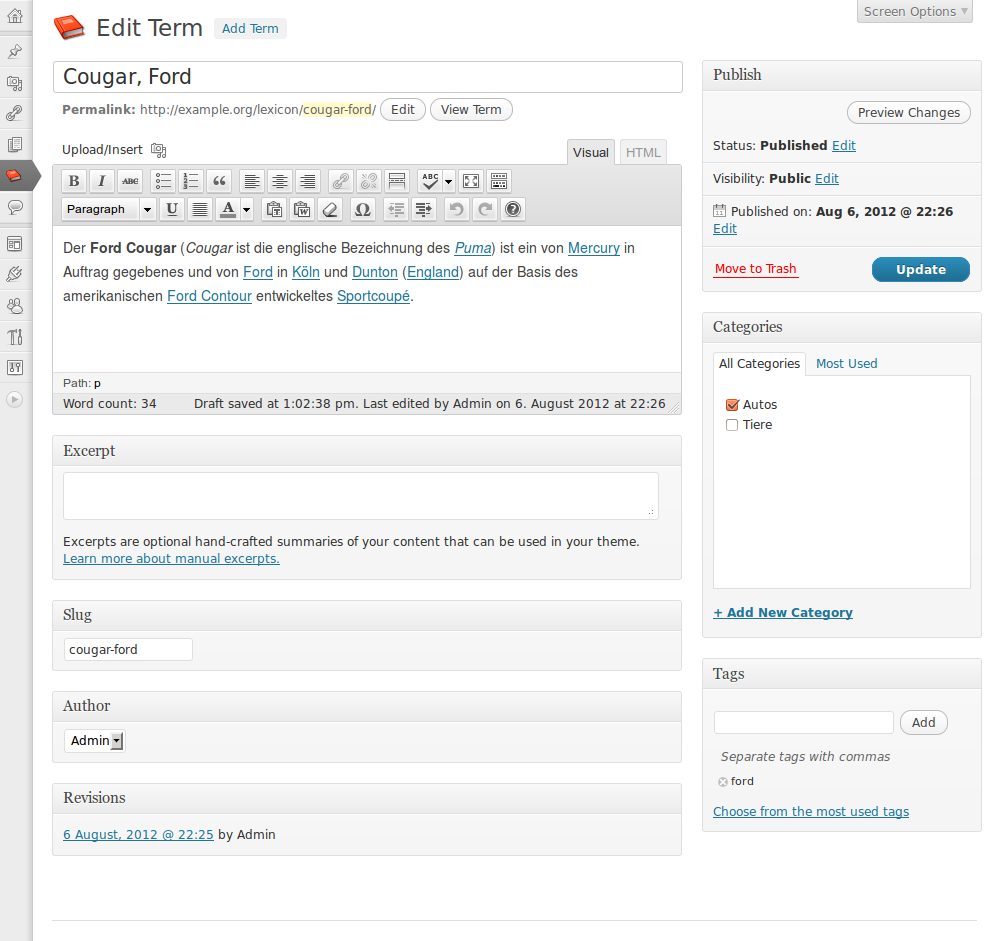 Screen Options
Edit Term Add Term
Cougar, Ford
Permalink: http://example.org/lexicon/cougar-ford/ Edit View Term
Upload/Insert Visual HTML
B I ABC 1 2 3 “ ABC
Paragraph U A T W Ω ?
Der Ford Cougar (Cougar ist die englische Bezeichnung des Puma) ist ein von Mercury in
Auftrag gegebenes und von Ford in Köln und Dunton (England) auf der Basis des
amerikanischen Ford Contour entwickeltes Sportcoupé.
Path: p
Word count: 34 Draft saved at 1:02:38 pm. Last edited by Admin on 6. August 2012 at 22:26
Excerpt
Excerpts are optional hand-crafted summaries of your content that can be used in your theme.
Learn more about manual excerpts.
Slug
cougar-ford
Author
Admin
Revisions
6 August, 2012 @ 22:25 by Admin
Publish
Preview Changes
Status: Published Edit
Visibility: Public Edit
Published on: Aug 6, 2012 @ 22:26
Edit
Move to Trash Update
Categories
All Categories Most Used
Autos
Tiere
+ Add New Category
Tags
Add
Separate tags with commas
ford
Choose from the most used tags